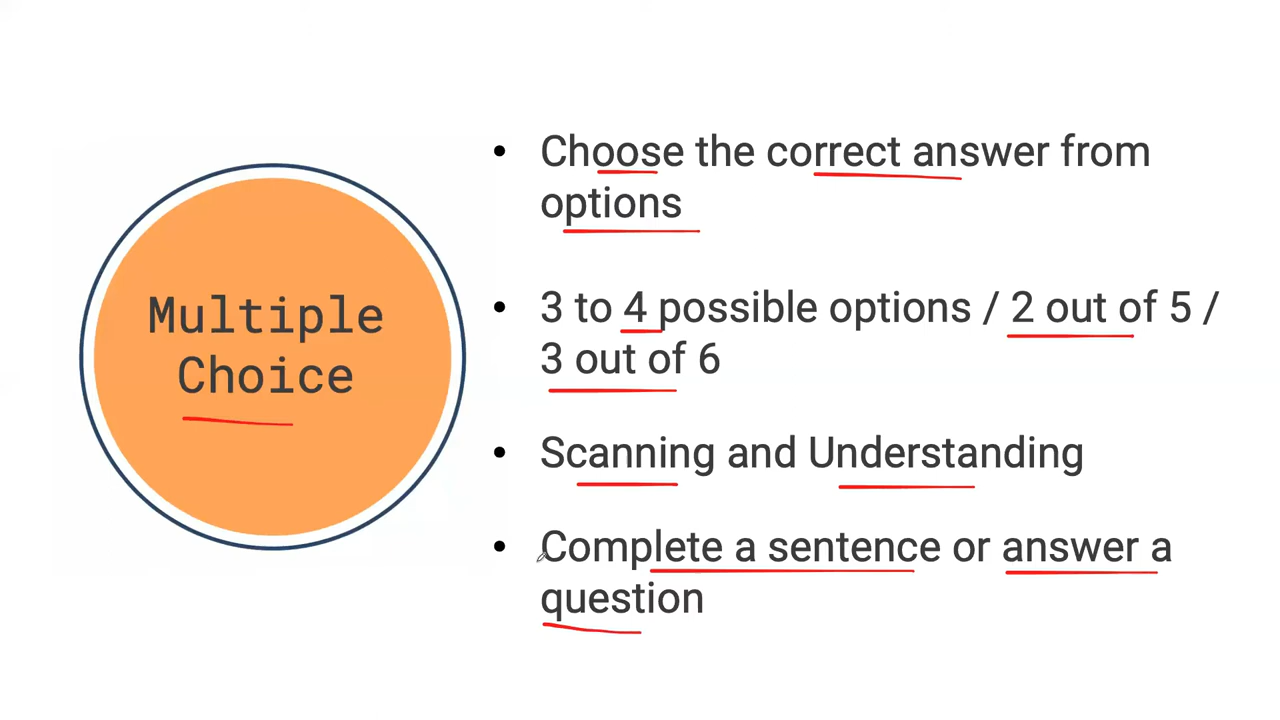 Multiple
Choice
• Choose the correct answer from
options
• 3 to 4 possible options / 2 out of 5 /
3 out of 6
• Scanning and Understanding
• Complete a sentence or answer a
question